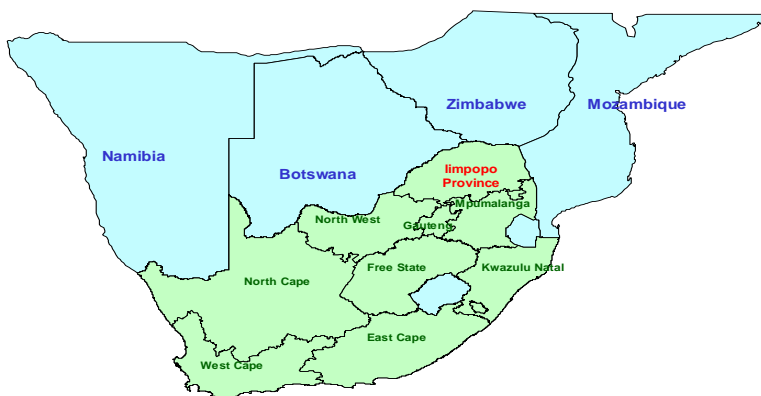 Zimbabwe
Mozambique
Namibia
Botswana
limpopo
Province
Mpumalanga
North West
Gauteng
Free State
Kwazulu Natal
North Cape
East Cape
West Cape